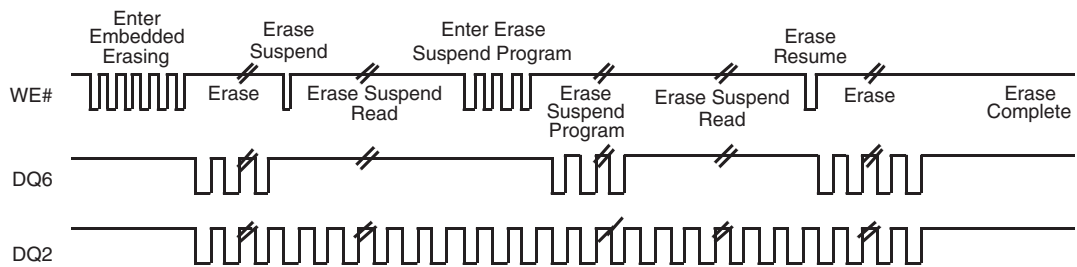 Enter
Embedded
Erasing
Erase
Suspend
Enter Erase
Suspend Program
Erase
Resume
WE#
Erase
Erase Suspend
Read
Erase
Suspend
Program
Erase Suspend
Read
Erase
Erase
Complete
DQ6
DQ2